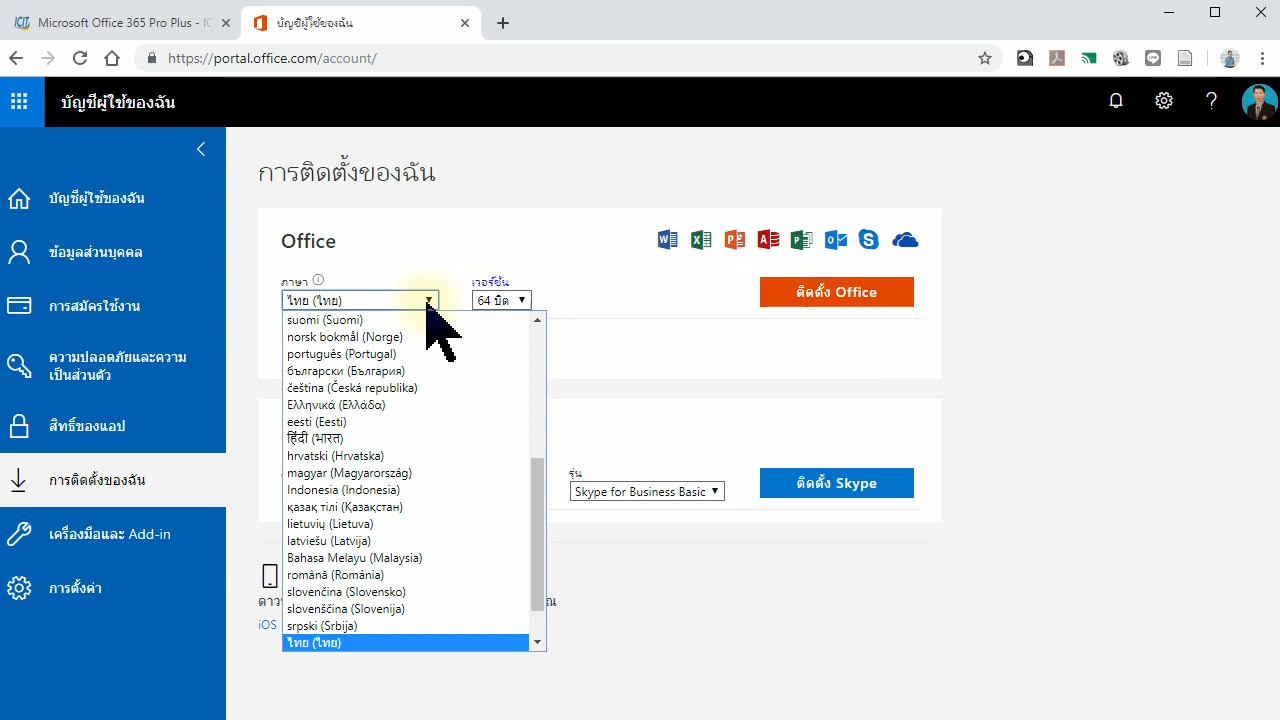 Microsoft Office 365 Pro Plus - IC
บัญชีผู้ใช้ของฉัน
https://portal.office.com/account/
บัญชีผู้ใช้ของฉัน
บัญชีผู้ใช้ของฉัน
ข้อมูลส่วนบุคคล
การสมัครใช้งาน
ความปลอดภัยและความ
เป็นส่วนตัว
สิทธิ์ของแอป
การติดตั้งของฉัน
เครื่องมือและ Add-in
การตั้งค่า
การติดตั้งของฉัน
Office
ภาษา
เวอร์ชัน
ไทย (ไทย)
64 บิต
ติดตั้ง Office
suomi (Suomi)
norsk bokmål (Norge)
português (Portugal)
български (България)
čeština (Česká republika)
Ελληνικά (Ελλάδα)
eesti (Eesti)
हिंदी (भारत)
hrvatski (Hrvatska)
magyar (Magyarország)
Indonesia (Indonesia)
қазақ тілі (Қазақстан)
lietuvių (Lietuva)
latviešu (Latvija)
Bahasa Melayu (Malaysia)
română (România)
slovenčina (Slovensko)
slovenščina (Slovenija)
srpski (Srbija)
ไทย (ไทย)
รุ่น
Skype for Business Basic
ติดตั้ง Skype
iOS